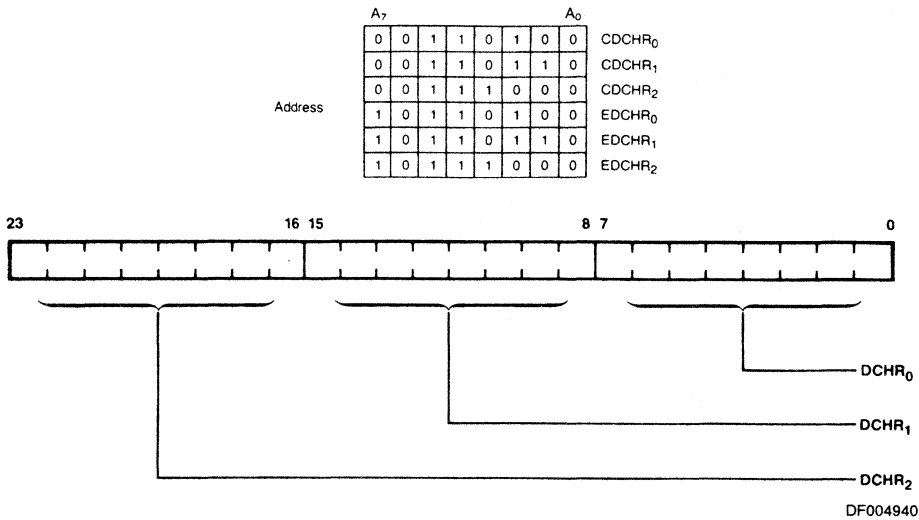 A7 A0
0 0 1 1 0 1 0 0 CDCHR0
0 0 1 1 0 1 1 0 CDCHR1
0 0 1 1 1 0 0 0 CDCHR2
Address
1 0 1 1 0 1 0 0 EDCHR0
1 0 1 1 0 1 1 0 EDCHR1
1 0 1 1 1 0 0 0 EDCHR2
23 16 15 8 7 0
DCHR0
DCHR1
DCHR2
DF004940